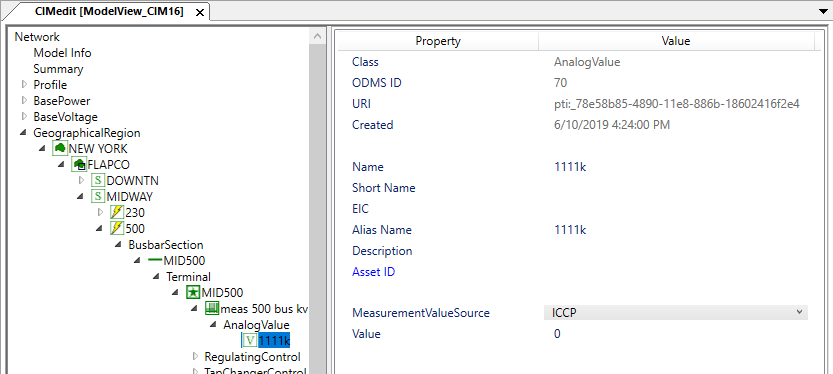 CIMedit [ModelView_CIM16]
Network
Model Info
Summary
Profile
BasePower
BaseVoltage
GeographicalRegion
NEW YORK
FLAPCO
S DOWNTN
S MIDWAY
230
500
BusbarSection
MID500
Terminal
MID500
meas 500 bus kv
AnalogValue
V 1111k
RegulatingControl
TapChangerControl
Property Value
Class AnalogValue
ODMS ID 70
URI pti:_78e58b85-4890-11e8-886b-18602416f2e4
Created 6/10/2019 4:24:00 PM
Name 1111k
Short Name
EIC
Alias Name 1111k
Description
Asset ID
MeasurementValueSource ICCP
Value 0